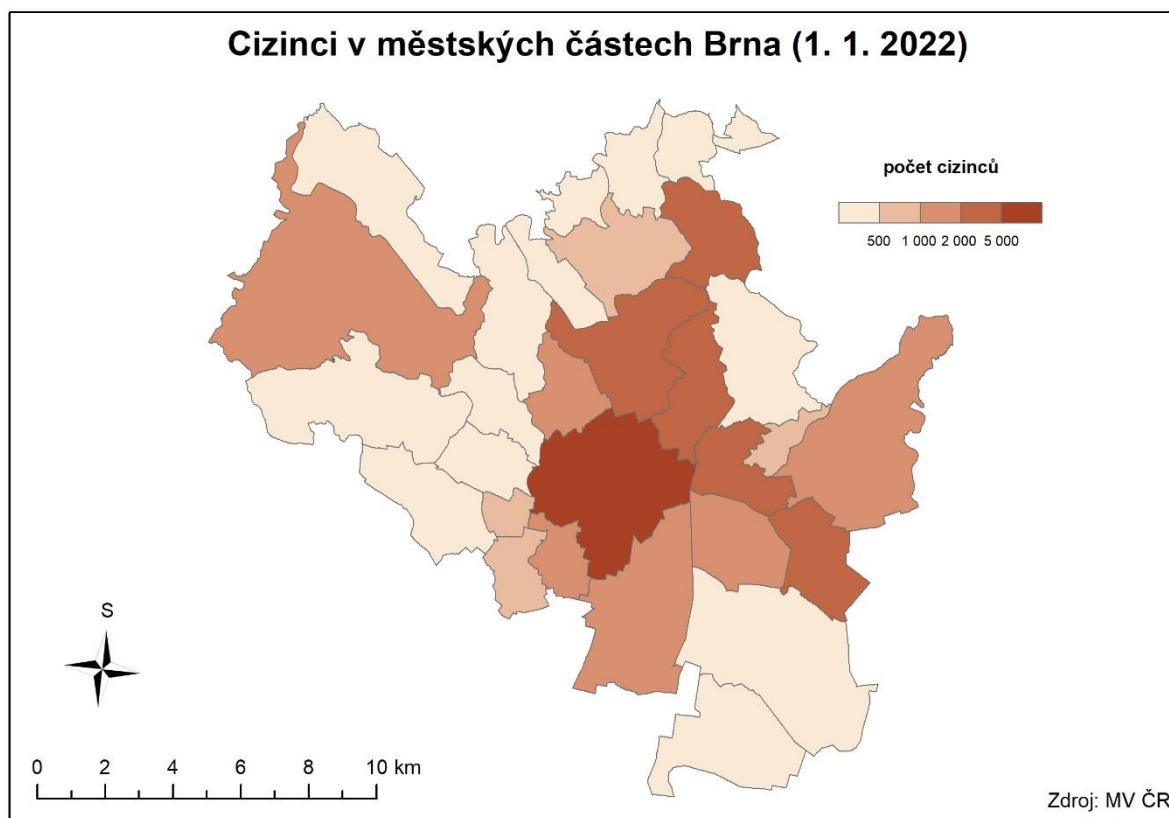 Cizinci v městských částech Brna (1. 1. 2022)
počet cizinců
500 1 000 2 000 5 000
S
0 2 4 6 8 10 km
Zdroj: MV ČR